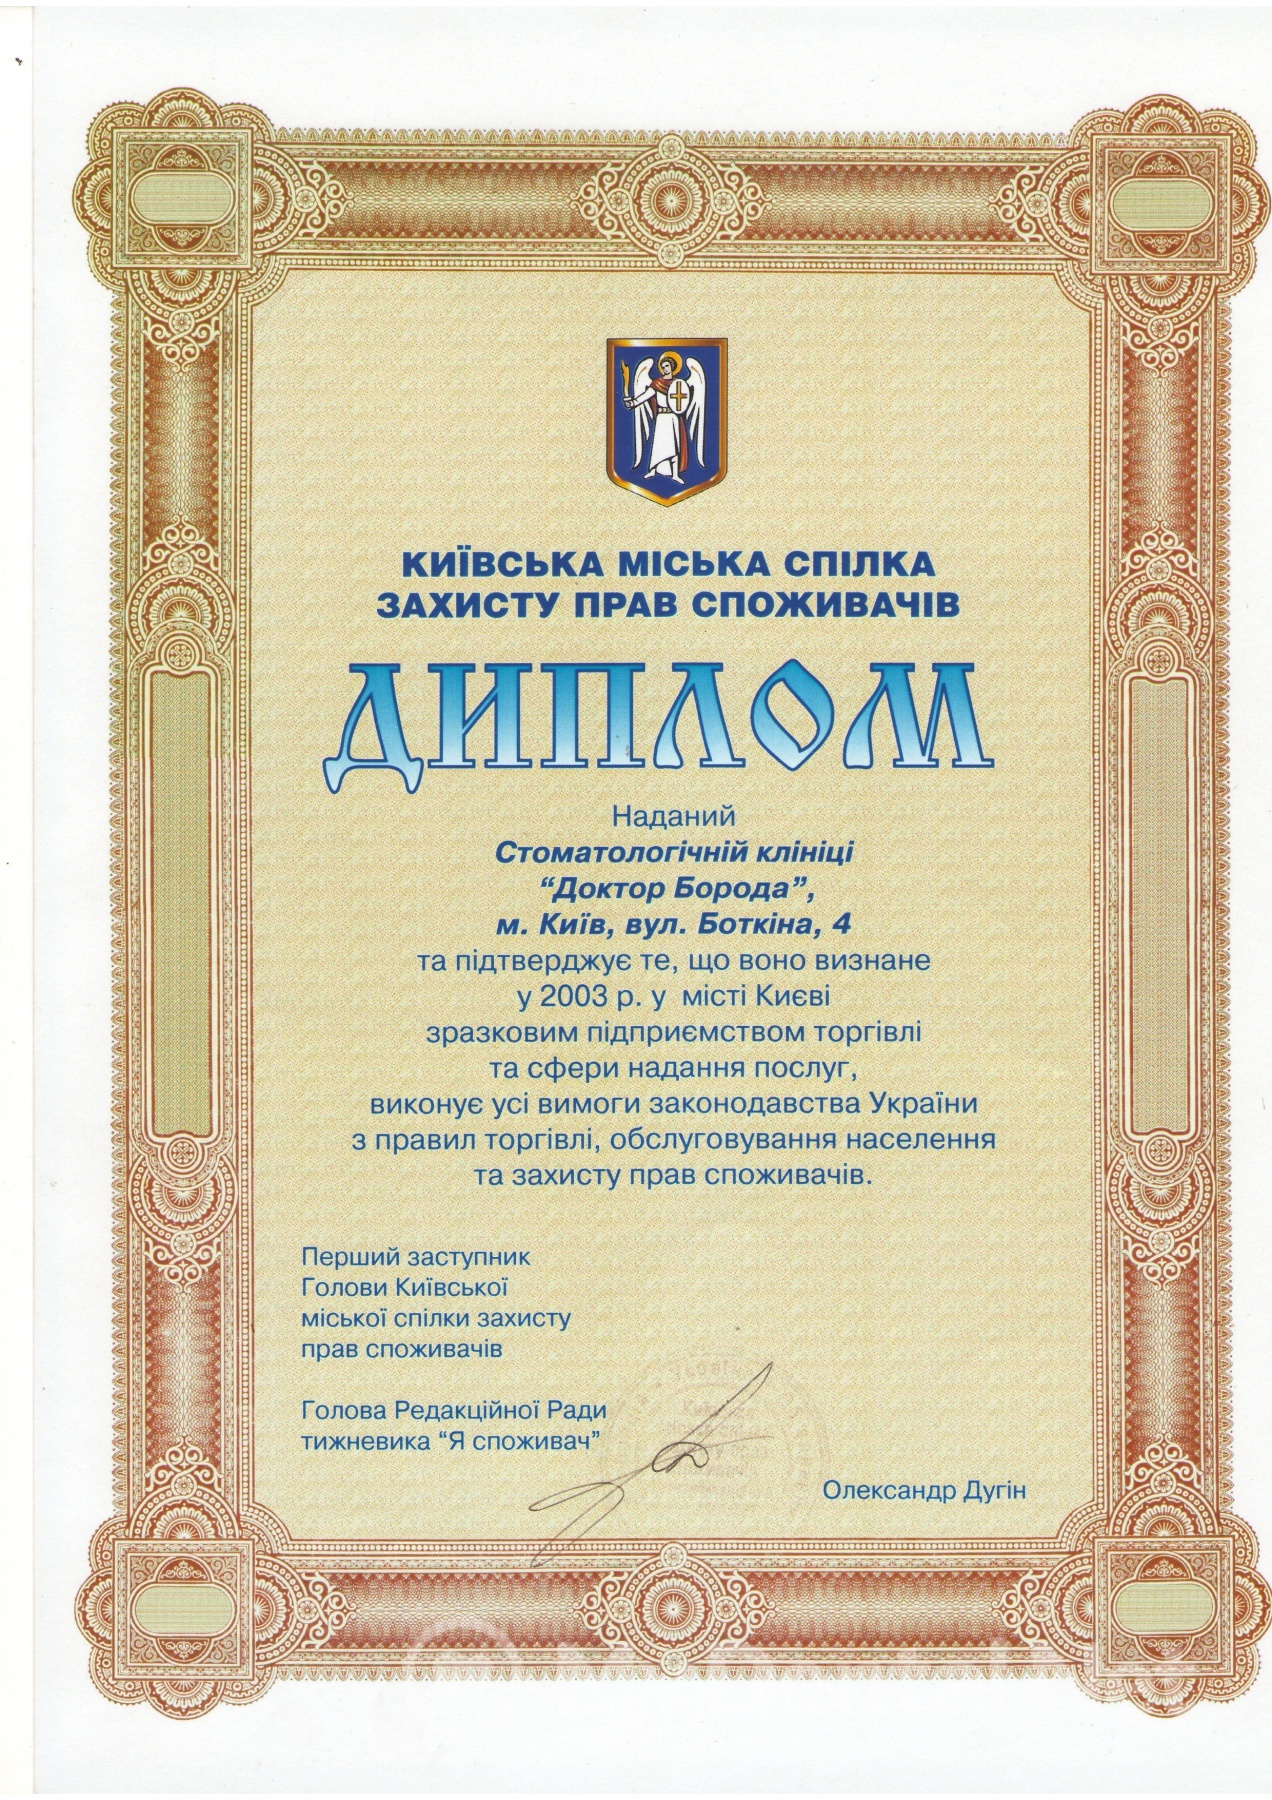 КИЇВСЬКА МІСЬКА СПІЛКА
ЗАХИСТУ ПРАВ СПОЖИВАЧІВ
ДИПЛОМ
Наданий
Стоматологічній клініці
“Доктор Борода”,
м. Київ, вул. Боткіна, 4
та підтверджує те, що воно визнане
у 2003 р. у місті Києві
зразковим підприємством торгівлі
та сфери надання послуг,
виконує усі вимоги законодавства України
з правил торгівлі, обслуговування населення
та захисту прав споживачів.
Перший заступник
Голови Київської
міської спілки захисту
прав споживачів
Голова Редакційної Ради
тижневика “Я споживач”
Олександр Дугін